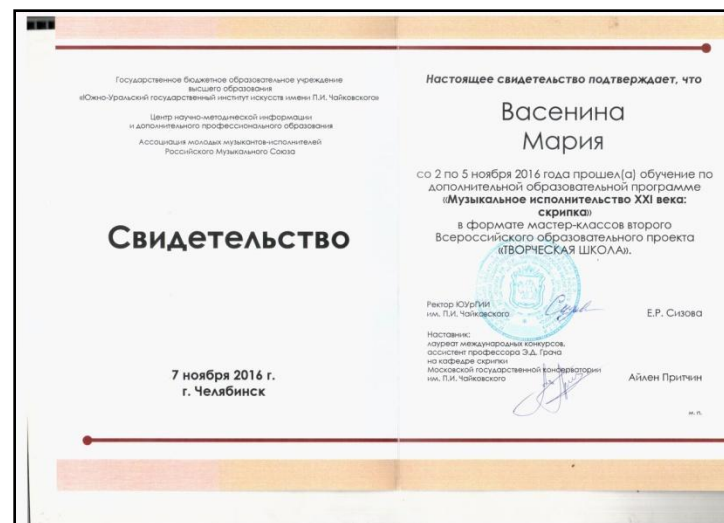 Государственное бюджетное образовательное учреждение
высшего образования
«Южно-Уральский государственный институт искусств имени П.И. Чайковского»
Центр научно-методической информации
и дополнительного профессионального образования
Ассоциация молодых музыкантов-исполнителей
Российского Музыкального Союза
Свидетельство
7 ноября 2016 г.
г. Челябинск
Настоящее свидетельство подтверждает, что
Васенина
Мария
со 2 по 5 ноября 2016 года прошел(а) обучение по
дополнительной образовательной программе
«Музыкальное исполнительство XXI века:
скрипка»
в формате мастер-классов второго
Всероссийского образовательного проекта
«ТВОРЧЕСКАЯ ШКОЛА».
Ректор ЮУрГИИ
им. П.И. Чайковского
Е.Р. Сизова
Наставник:
лауреат международных конкурсов,
ассистент профессора Э.Д. Грача
на кафедре скрипки
Московской государственной консерватории
им. П.И. Чайковского
Айлен Притчин
м. п.